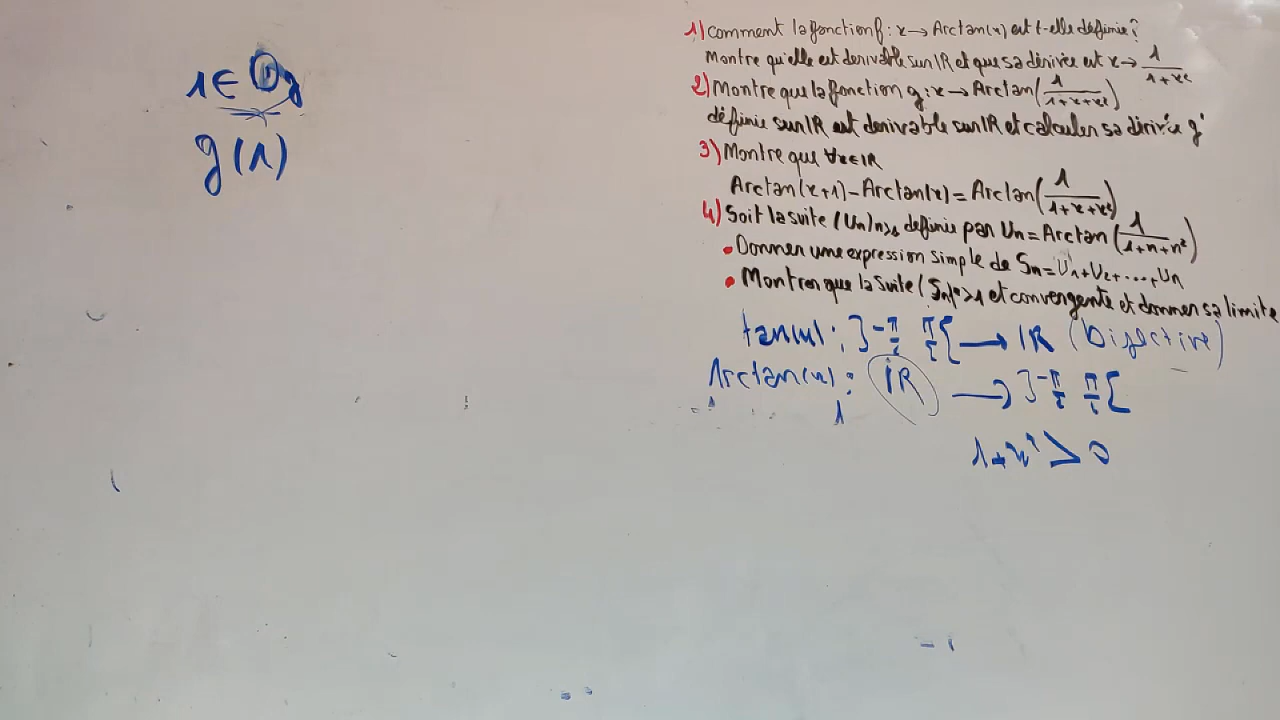 1 ∈ Dg
g(1)
1) Comment la fonction f : x → Arctan(x) est t-elle définie ?
Montre qu'elle est derivable sur IR et que sa dérivée est x → 1/(1+x²)
2) Montre que la fonction g : x → Arctan(1/(1+x+x²))
définie sur IR est derivable sur IR et calculer sa dérivée g'
3) Montre que ∀x∈IR
Arctan(x+1) - Arctan(x) = Arctan(1/(1+x+x²))
4) Soit la suite (Un)n≥1 definie par Un = Arctan(1/(1+n+n²))
• Donner une expression simple de Sn = U1+U2+....+Un
• Montrer que la suite (Sn)n≥1 et convergente et donner sa limite
tan(x) : ]-π/2 π/2[ → IR (Bijective)
Arctan(x) : IR → ]-π/2 π/2[
1
1+x² > 0